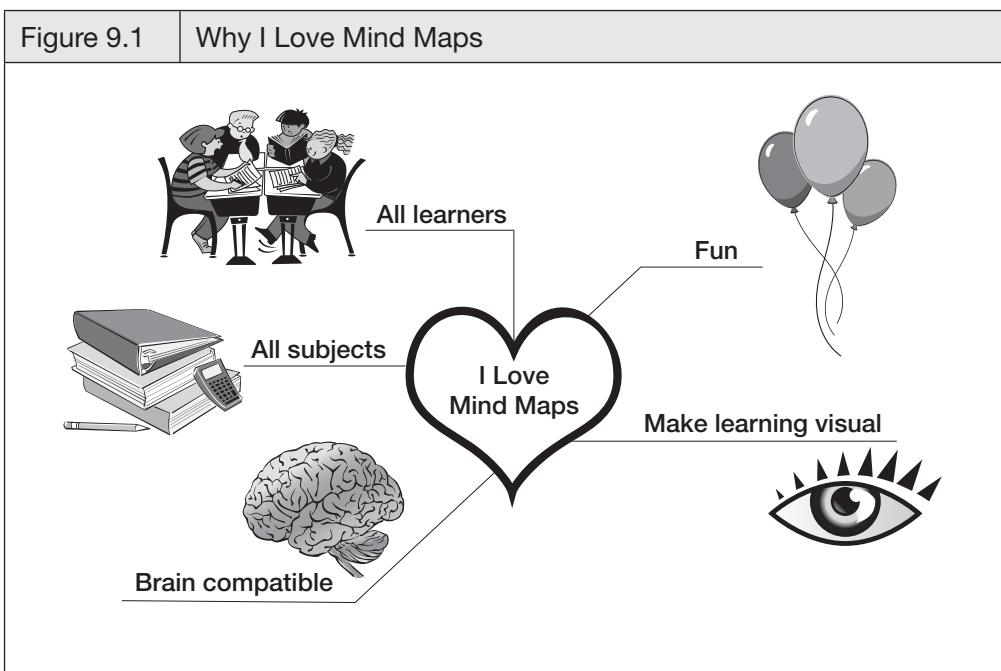 Figure 9.1 Why I Love Mind Maps
All learners
Fun
All subjects
I Love
Mind Maps
Make learning visual
Brain compatible